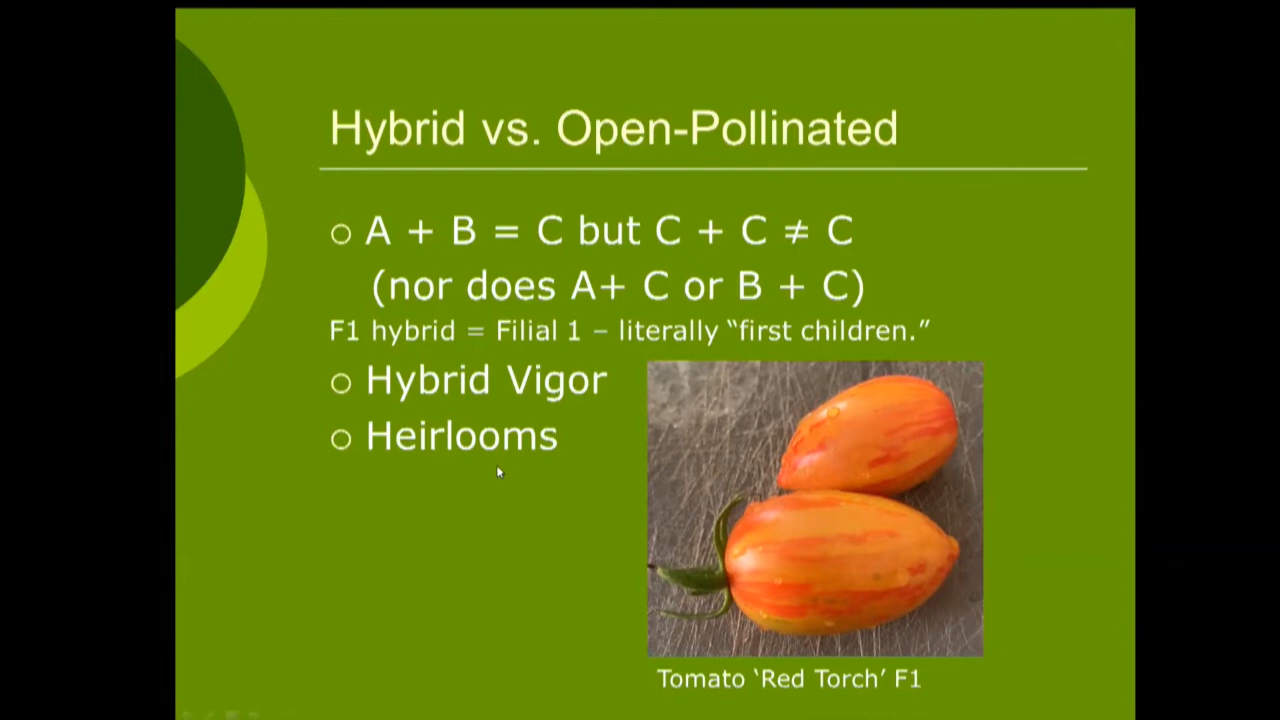 Hybrid vs. Open-Pollinated
A + B = C but C + C ≠ C
(nor does A+ C or B + C)
F1 hybrid = Filial 1 – literally “first children.”
Hybrid Vigor
Heirlooms
Tomato ‘Red Torch’ F1